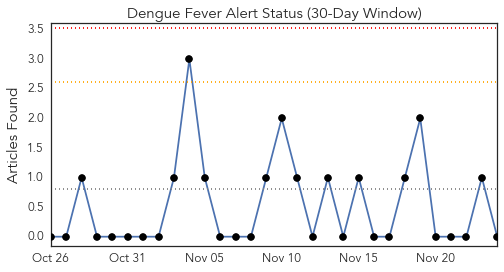 Dengue Fever Alert Status (30-Day Window)
Articles Found
3.5
3.0
2.5
2.0
1.5
1.0
0.5
0.0
Oct 26 Oct 31 Nov 05 Nov 10 Nov 15 Nov 20